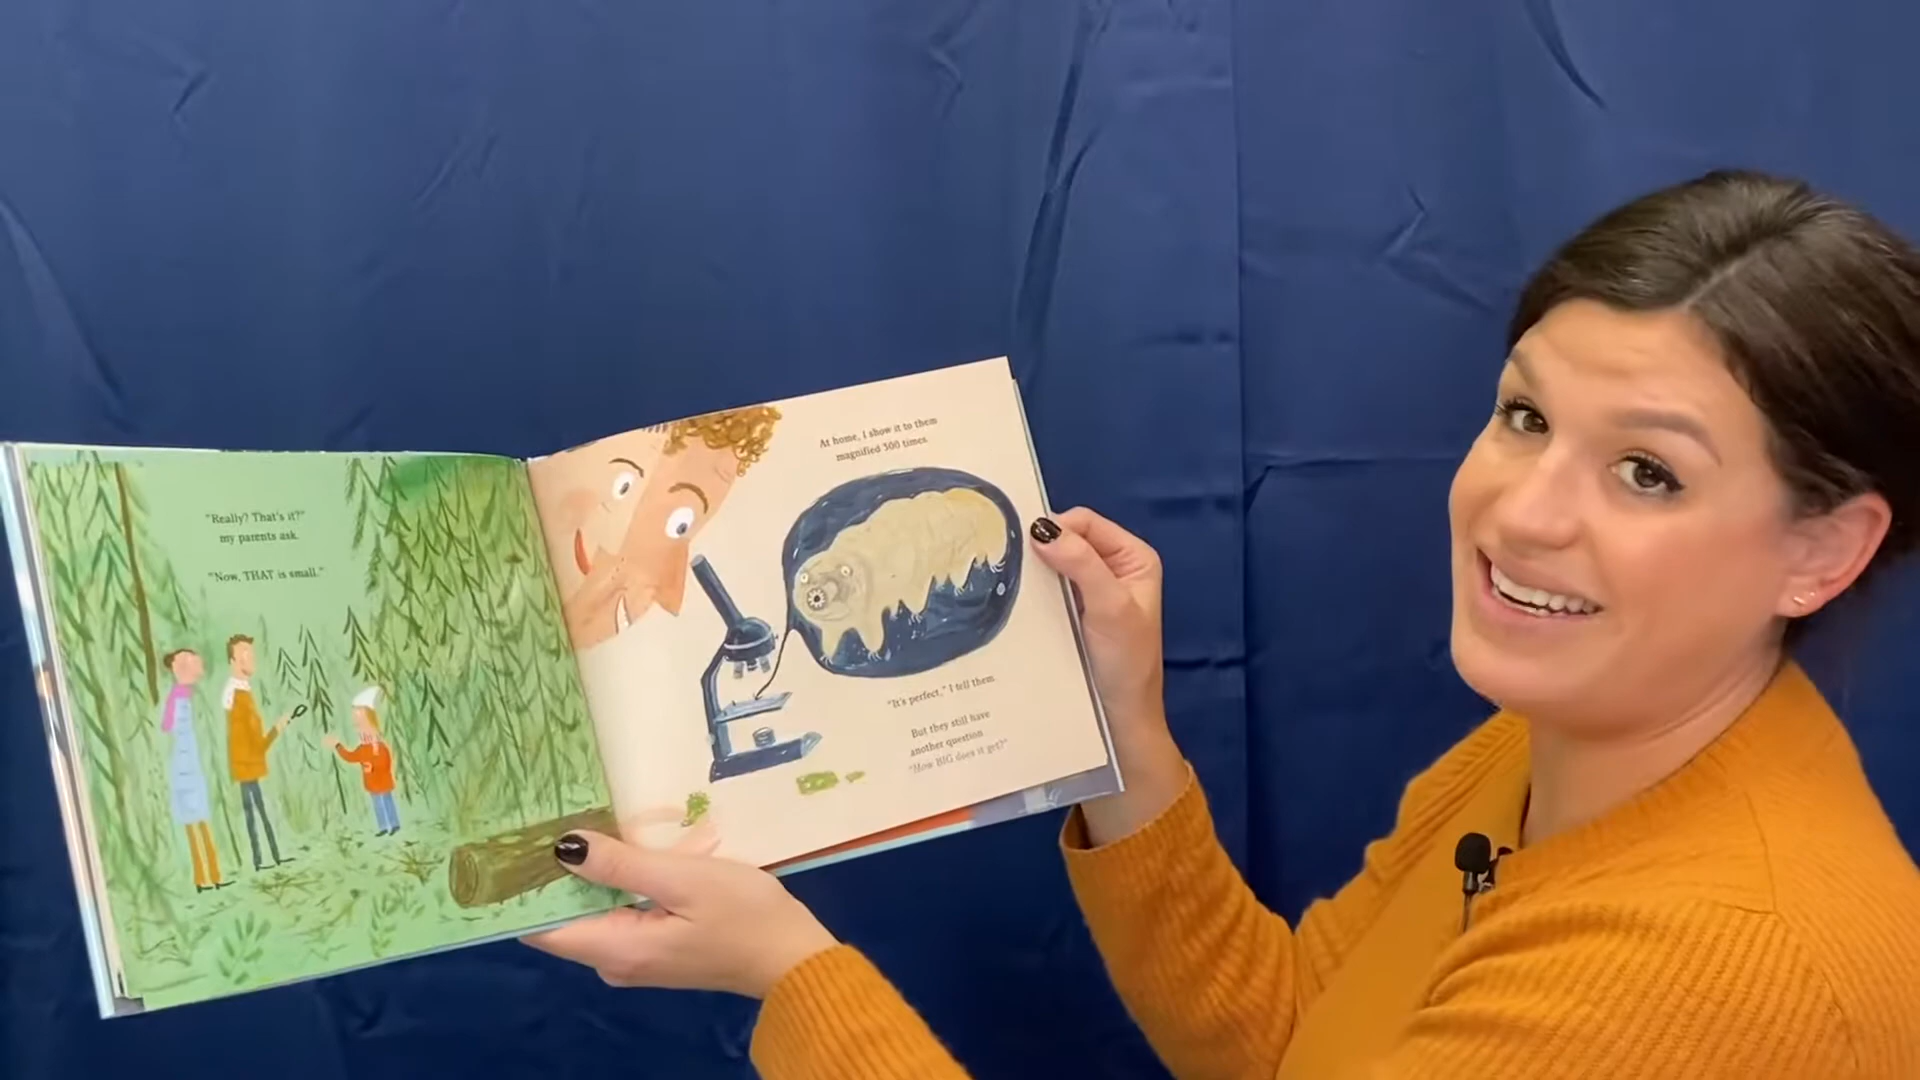 "Really? That's it?"
my parents ask.
"Now, THAT is small."
At home, I show it to them
magnified 300 times.
"It's perfect," I tell them.
But they still have
another question
"How BIG does it get?"